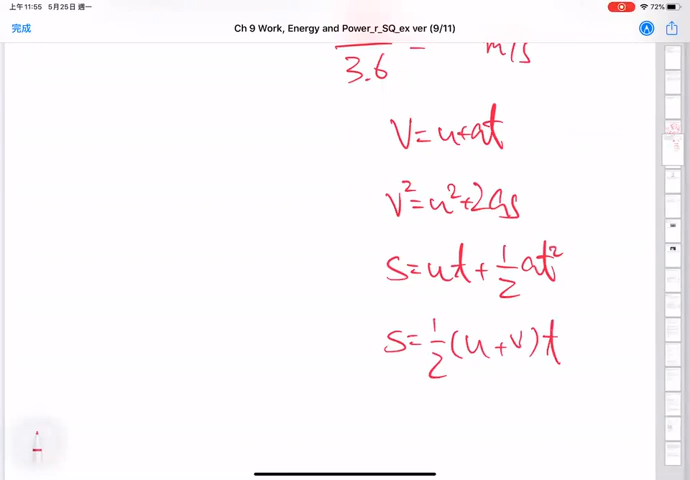 上午11:55 5月25日 週一 72%
完成 Ch 9 Work, Energy and Power_r_SQ_ex ver (9/11)
3.6 = m/s
V=u+at
v²=u²+2as
s=ut+1/2at²
s=1/2(u+v)t